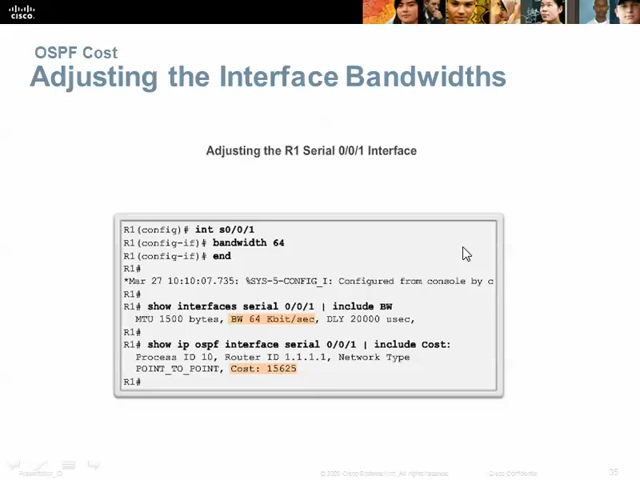 CISCO
OSPF Cost
Adjusting the Interface Bandwidths
Adjusting the R1 Serial 0/0/1 Interface
R1(config)# int s0/0/1
R1(config-if)# bandwidth 64
R1(config-if)# end
R1#
*Mar 27 10:10:07.735: %SYS-5-CONFIG_I: Configured from console by c
R1#
R1# show interfaces serial 0/0/1 | include BW
MTU 1500 bytes, BW 64 Kbit/sec, DLY 20000 usec,
R1#
R1# show ip ospf interface serial 0/0/1 | include Cost:
Process ID 10, Router ID 1.1.1.1, Network Type
POINT_TO_POINT, Cost: 15625
R1#
Presentation_ID
Cisco Systems, Inc. All rights reserved.
Cisco Confidential